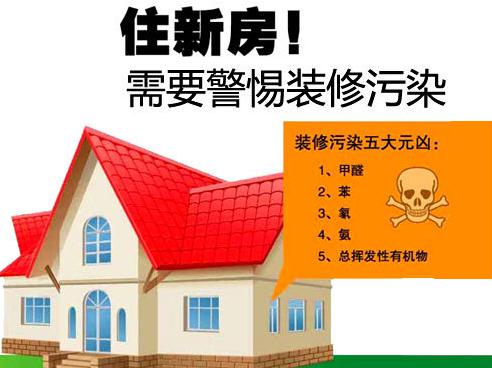 住新房！
需要警惕装修污染
装修污染五大元凶：
1、甲醛
2、苯
3、氡
4、氨
5、总挥发性有机物